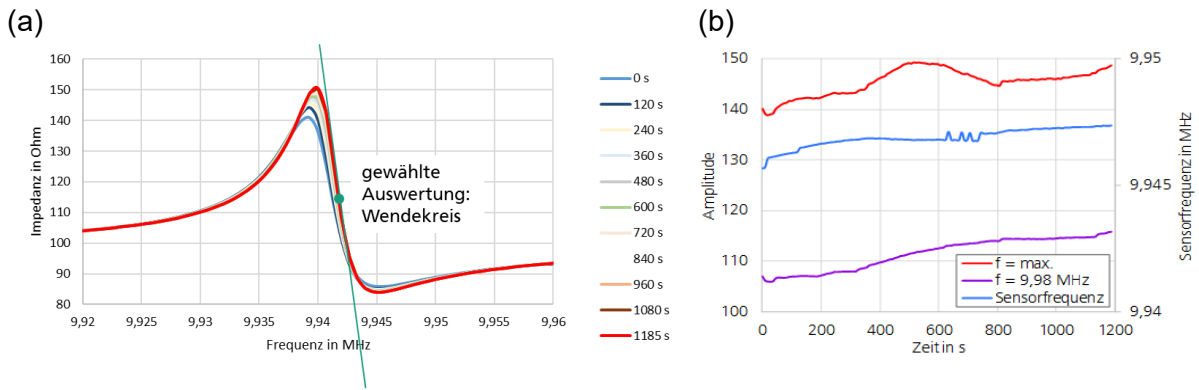 (a)
160
150
140
130
120
110
100
90
80
Impedanz in Ohm
9,92
9,925
9,93
9,935
9,94
9,945
9,95
9,955
9,96
Frequenz in MHz
gewählte
Auswertung:
Wendekreis
0 s
120 s
240 s
360 s
480 s
600 s
720 s
840 s
960 s
1080 s
1185 s
(b)
150
140
130
120
110
100
Amplitude
9,95
9,945
9,94
Sensorfrequenz in MHz
f = max.
f = 9,98 MHz
Sensorfrequenz
0
200
400
600
800
1000
1200
Zeit in s